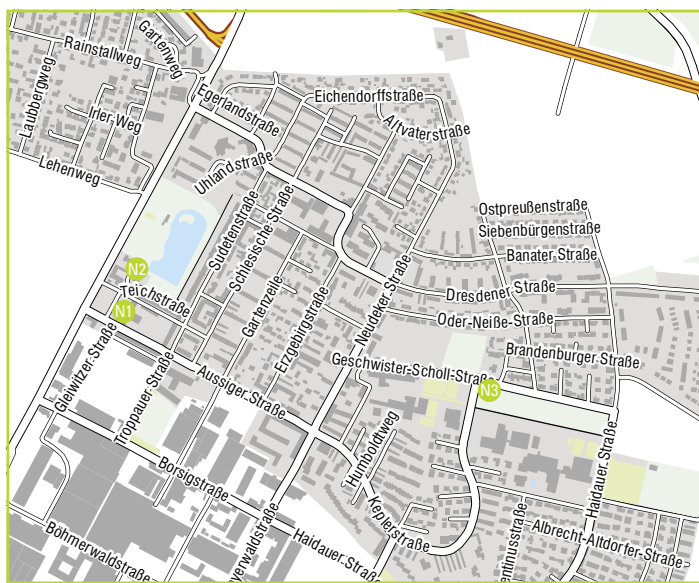 Gartenweg
Rainstallweg
Laubbergweg
Irler Weg
Lehenweg
Egerlandstraße
Eichendorffstraße
Altvaterstraße
Uhlandstraße
Sudetenstraße
Schlesische-Straße
Ostpreußenstraße
Siebenbürgenstraße
Banater Straße
N2
Teichstraße
N1
Gartenzeile
Erzgebirgstraße
Neudeker Straße
Dresdener Straße
Oder-Neiße-Straße
Brandenburger-Straße
Geschwister-Scholl-Straße
N3
Gleiwitzer-Straße
Troppauer-Straße
Aussiger-Straße
Humboldtweg
Haidauer-Straße
Borsigstraße
Keplerstraße
Haidauer-Straße
Böhmerwaldstraße
yerwaldstraße
entinusstraße
Albrecht-Altdorfer-Straße